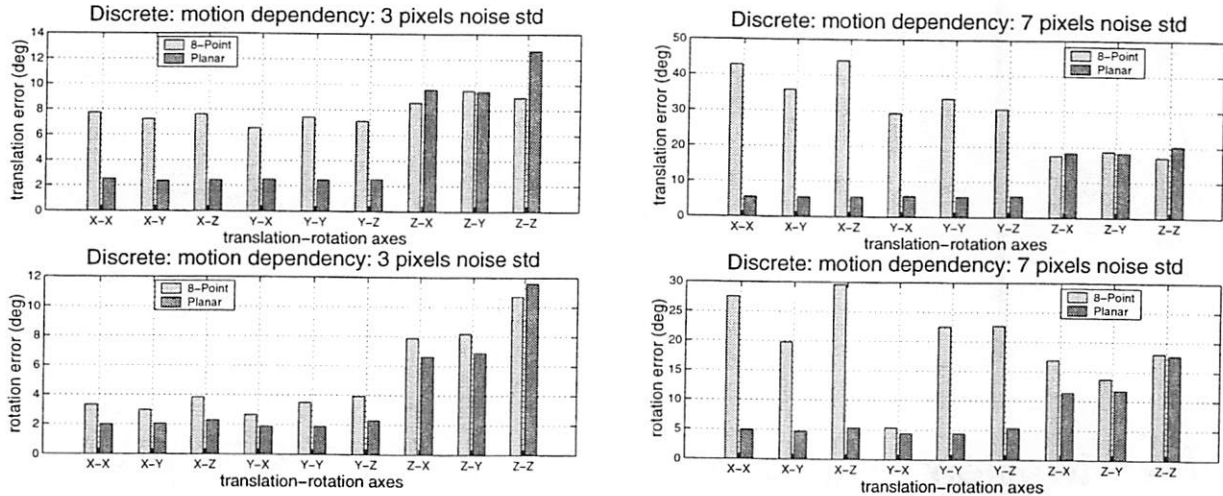 Discrete: motion dependency: 3 pixels noise std
translation error (deg)
14
12
10
8
6
4
2
0
8-Point
Planar
X-X X-Y X-Z Y-X Y-Y Y-Z Z-X Z-Y Z-Z
translation-rotation axes
Discrete: motion dependency: 7 pixels noise std
translation error (deg)
50
40
30
20
10
0
8-Point
Planar
X-X X-Y X-Z Y-X Y-Y Y-Z Z-X Z-Y Z-Z
translation-rotation axes
Discrete: motion dependency: 3 pixels noise std
rotation error (deg)
12
10
8
6
4
2
0
8-Point
Planar
X-X X-Y X-Z Y-X Y-Y Y-Z Z-X Z-Y Z-Z
translation-rotation axes
Discrete: motion dependency: 7 pixels noise std
rotation error (deg)
30
25
20
15
10
5
0
8-Point
Planar
X-X X-Y X-Z Y-X Y-Y Y-Z Z-X Z-Y Z-Z
translation-rotation axes